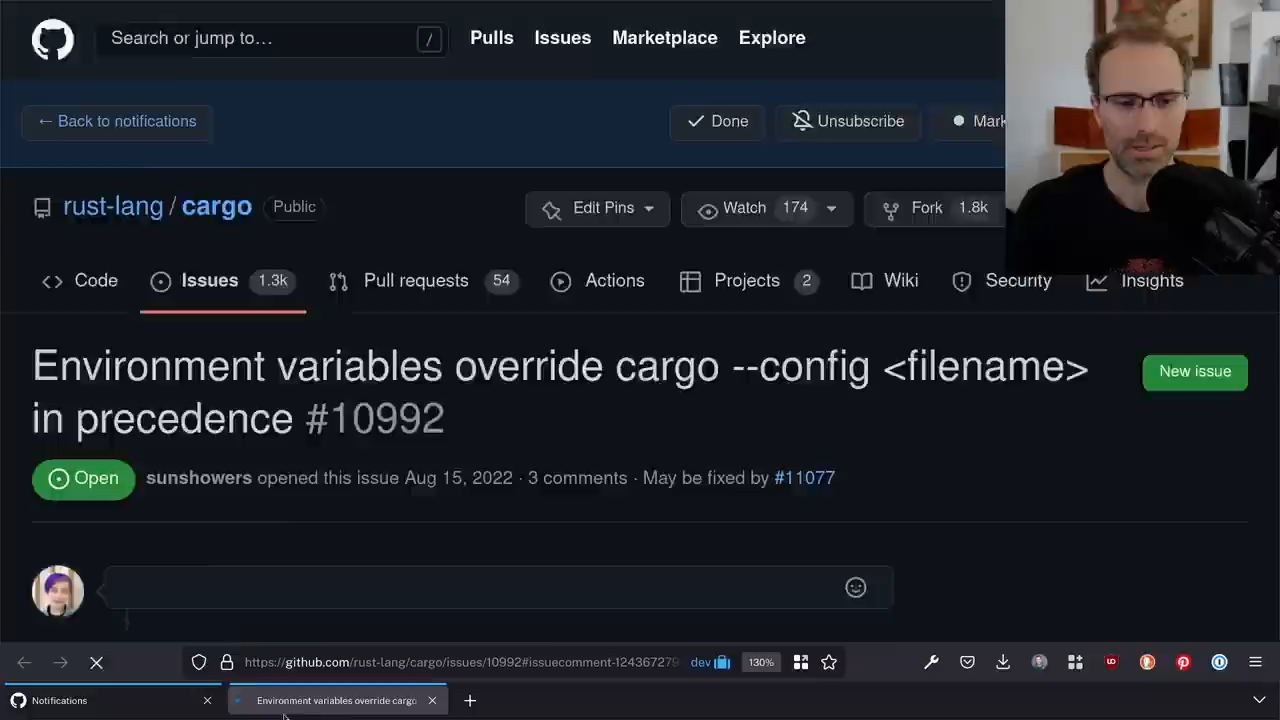 Search or jump to… /
Pulls Issues Marketplace Explore
← Back to notifications
Done
Unsubscribe
Mark
rust-lang / cargo Public
Edit Pins
Watch 174
Fork 1.8k
Code
Issues 1.3k
Pull requests 54
Actions
Projects 2
Wiki
Security
Insights
Environment variables override cargo --config <filename>
in precedence #10992
New issue
Open
sunshowers opened this issue Aug 15, 2022 · 3 comments · May be fixed by #11077
https://github.com/rust-lang/cargo/issues/10992#issuecomment-124367279
dev
130%
Notifications
Environment variables override cargo